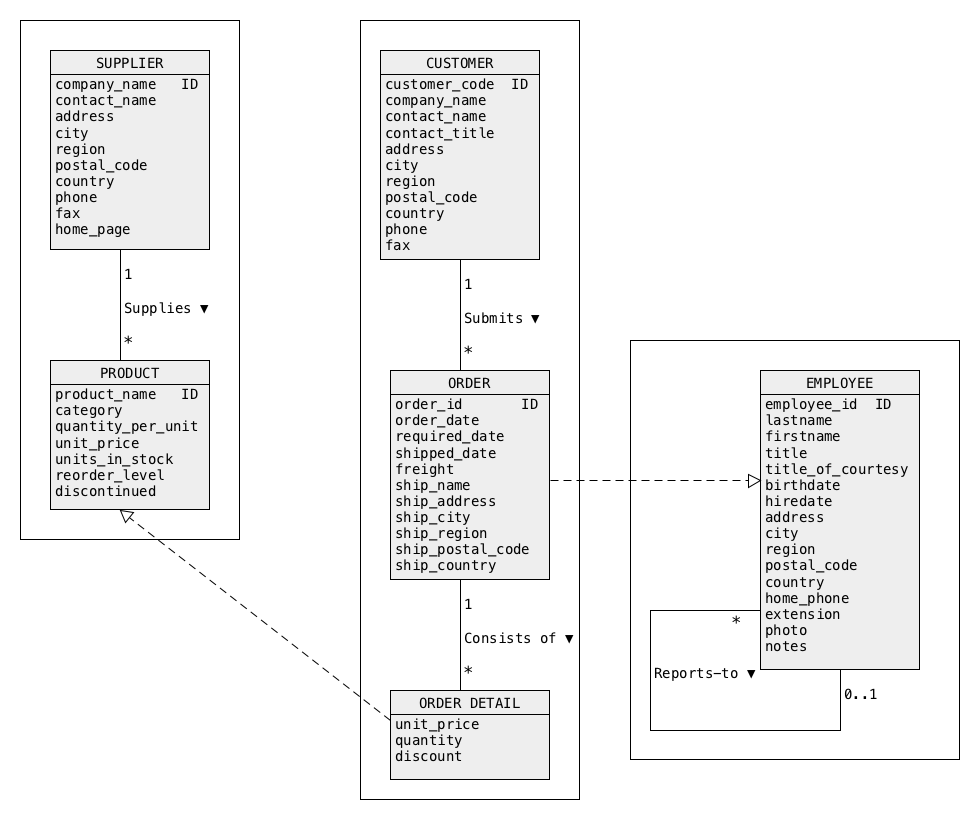 SUPPLIER
company_name ID
contact_name
address
city
region
postal_code
country
phone
fax
home_page
1
Supplies ▼
*
PRODUCT
product_name ID
category
quantity_per_unit
unit_price
units_in_stock
reorder_level
discontinued
CUSTOMER
customer_code ID
company_name
contact_name
contact_title
address
city
region
postal_code
country
phone
fax
1
Submits ▼
*
ORDER
order_id ID
order_date
required_date
shipped_date
freight
ship_name
ship_address
ship_city
ship_region
ship_postal_code
ship_country
1
Consists of ▼
*
ORDER DETAIL
unit_price
quantity
discount
EMPLOYEE
employee_id ID
lastname
firstname
title
title_of_courtesy
birthdate
hiredate
address
city
region
postal_code
country
home_phone
extension
photo
notes
*
Reports-to ▼
0..1